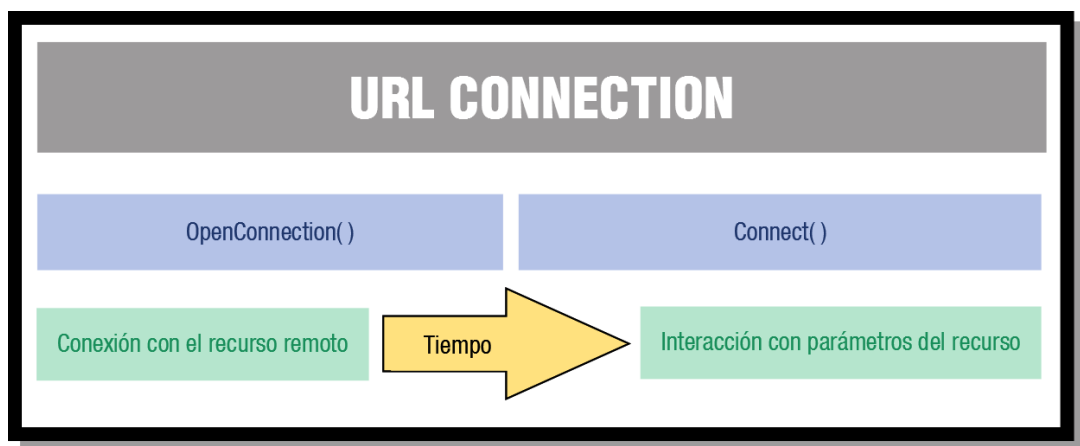 URL CONNECTION
OpenConnection( )
Connect( )
Conexión con el recurso remoto
Tiempo
Interacción con parámetros del recurso